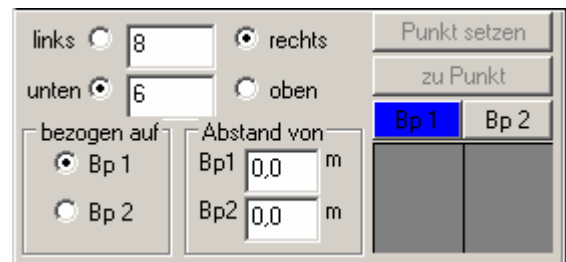 links 8 rechts Punkt setzen
unten 6 oben zu Punkt
bezogen auf Abstand von Bp 1 Bp 2
Bp 1 Bp1 0,0 m
Bp 2 Bp2 0,0 m